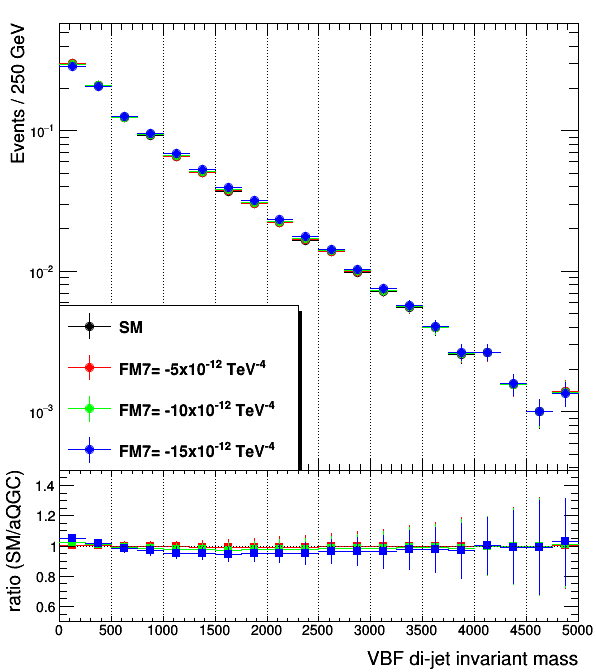 Events / 250 GeV
10⁻¹
10⁻²
10⁻³
SM
FM7= -5x10⁻¹² TeV⁻⁴
FM7= -10x10⁻¹² TeV⁻⁴
FM7= -15x10⁻¹² TeV⁻⁴
ratio (SM/aQGC)
1.4
1.2
1
0.8
0.6
0 500 1000 1500 2000 2500 3000 3500 4000 4500 5000
VBF di-jet invariant mass